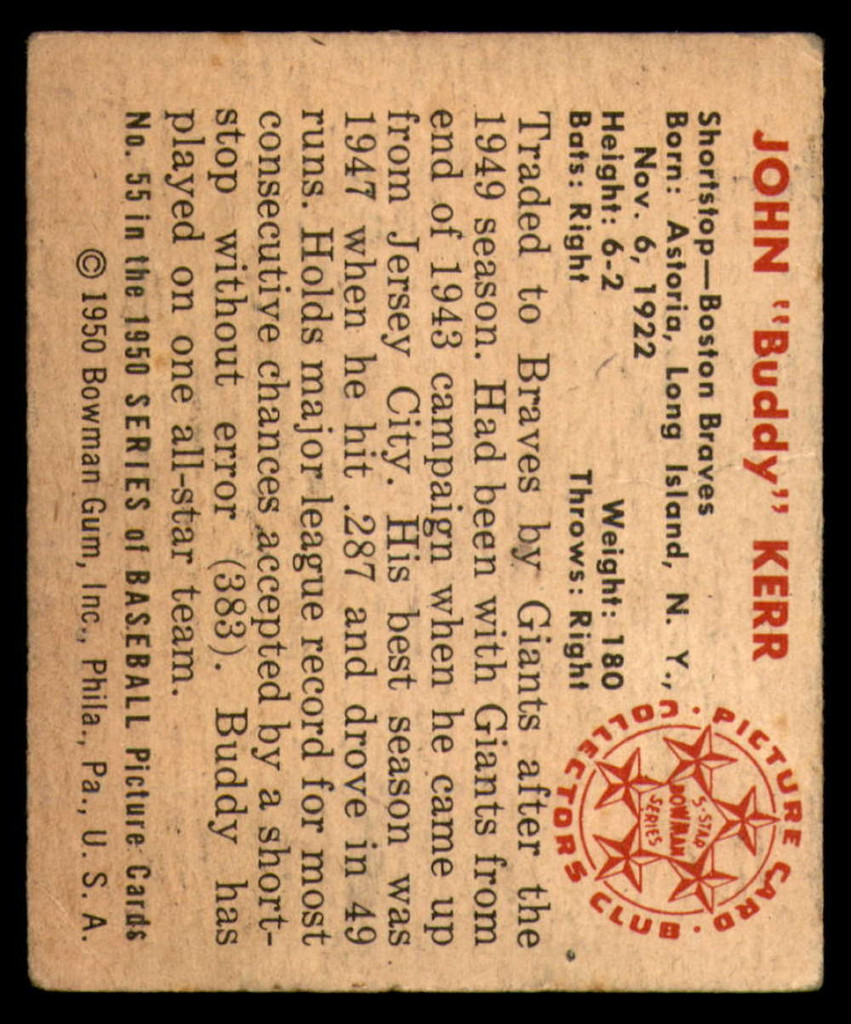 JOHN "Buddy" KERR
Shortstop—Boston Braves
Born: Astoria, Long Island, N. Y.,
Nov. 6, 1922
Height: 6-2 Weight: 180
Bats: Right Throws: Right
Traded to Braves by Giants after the
1949 season. Had been with Giants from
end of 1943 campaign when he came up
from Jersey City. His best season was
1947 when he hit .287 and drove in 49
runs. Holds major league record for most
consecutive chances accepted by a short-
stop without error (383). Buddy has
played on one all-star team.
No. 55 in the 1950 SERIES of BASEBALL Picture Cards
© 1950 Bowman Gum, Inc., Phila., Pa., U. S. A.
PICTURE CARD · COLLECTORS CLUB ·
5-STAR
BOWMAN
SERIES